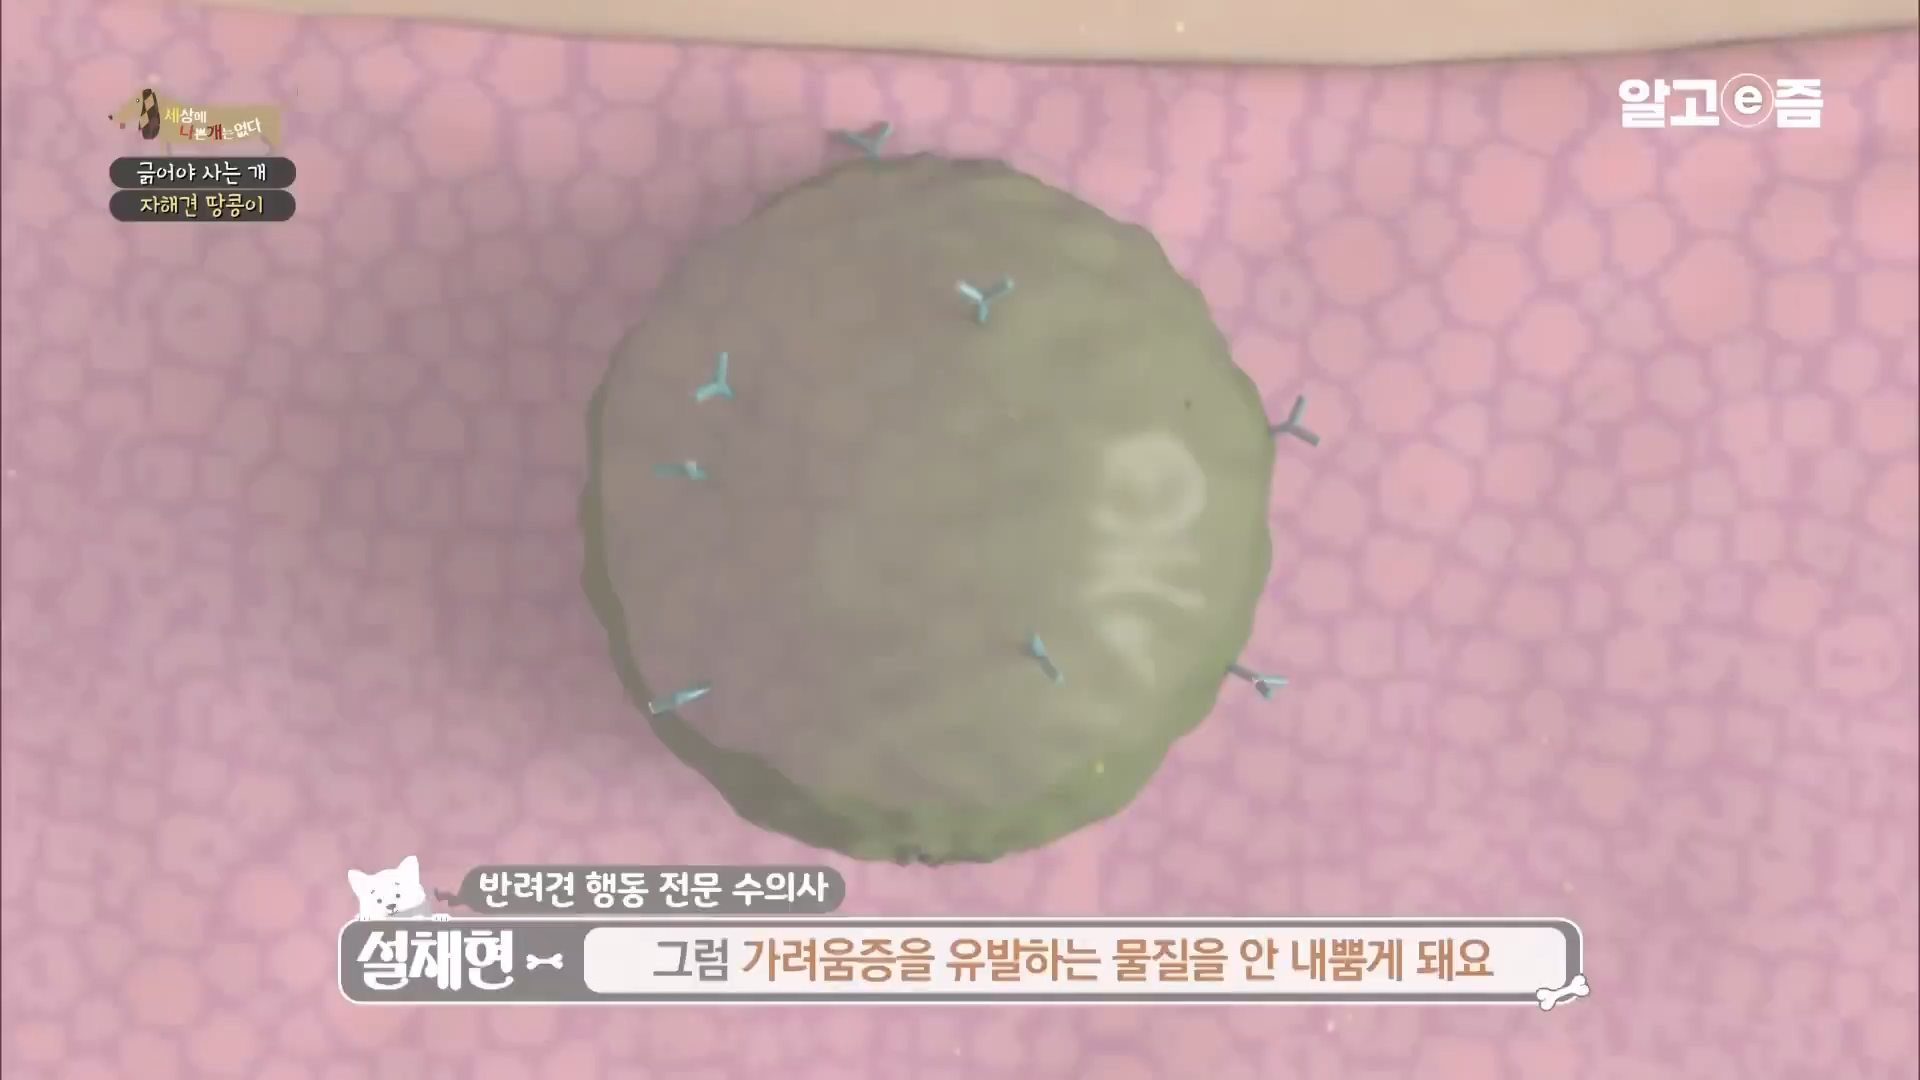 세상에
나쁜개는없다
긁어야 사는 개
자해견 땅콩이
알고e즘
반려견 행동 전문 수의사
설채현
그럼 가려움증을 유발하는 물질을 안 내뿜게 돼요